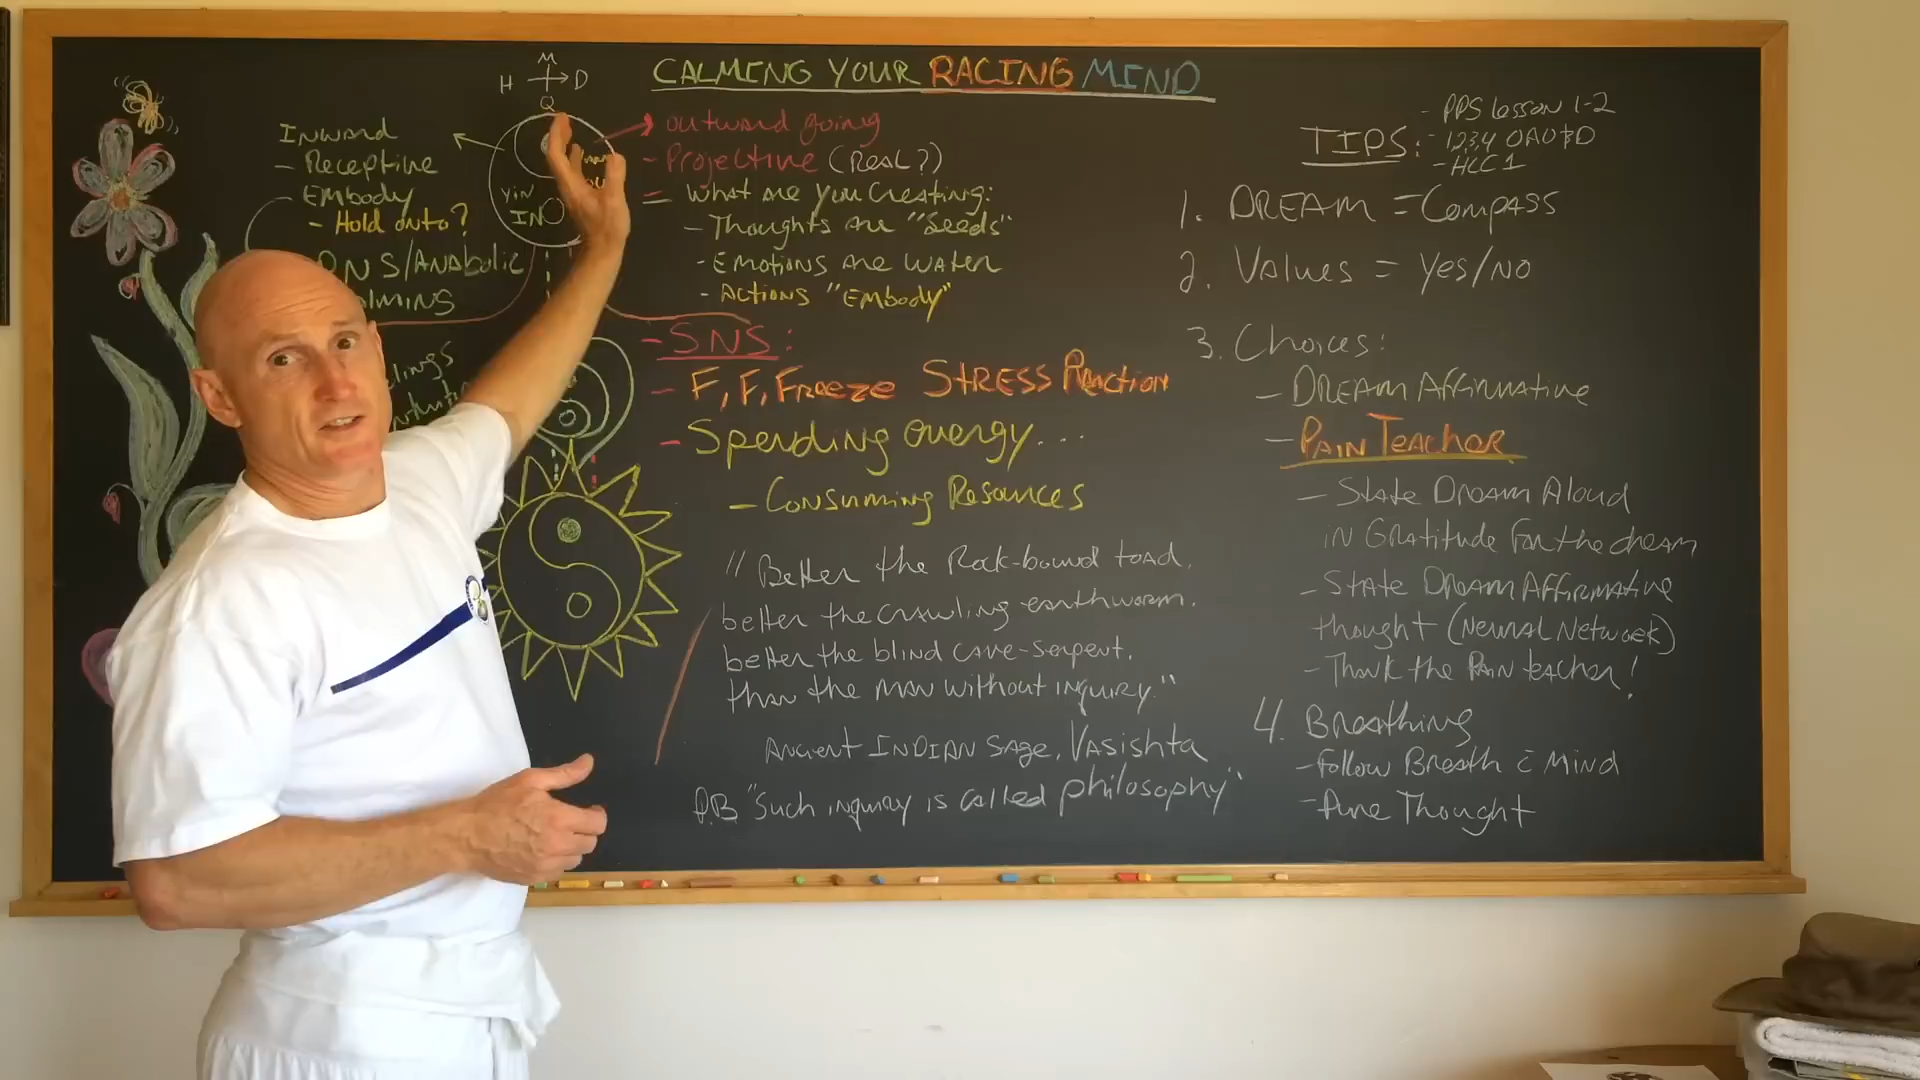 CALMING YOUR RACING MIND
M
H D
Q
Inward
- Receptive
- Embody
- Hold onto?
PNS/Anabolic
Yin
IN
outward going
- Projective (Real?)
= What are you Creating:
- Thoughts are "Seeds"
- Emotions are Water
- Actions "Embody"
- SNS:
- F, F, Freeze Stress Reaction
- Spending energy...
- Consuming Resources
"Better the Rock-bound toad,
better the crawling earthworm,
better the blind cave-serpent,
than the man without inquiry."
Ancient INDIAN Sage, Vasishta
P.B "Such inquiry is called philosophy"
TIPS:
- PPS Lesson 1-2
- 1234
- HLC 1
1. DREAM = Compass
2. Values = Yes/No
3. Choices:
- DREAM Affirmative
- Pain Teacher
- State Dream Aloud
in Gratitude For the dream
- State Dream Affirmative
thought (Neural Network)
- Thank the Pain teacher!
4. Breathing
- Follow Breath c̄ Mind
- Pure Thought